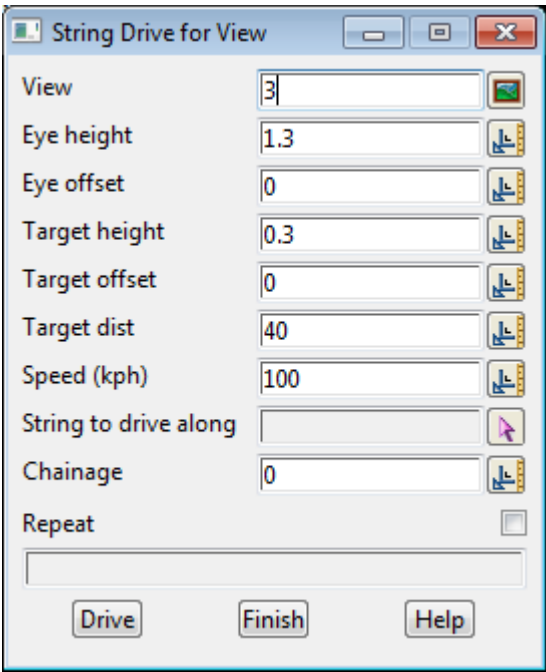 String Drive for View
View 3
Eye height 1.3
Eye offset 0
Target height 0.3
Target offset 0
Target dist 40
Speed (kph) 100
String to drive along
Chainage 0
Repeat
Drive Finish Help